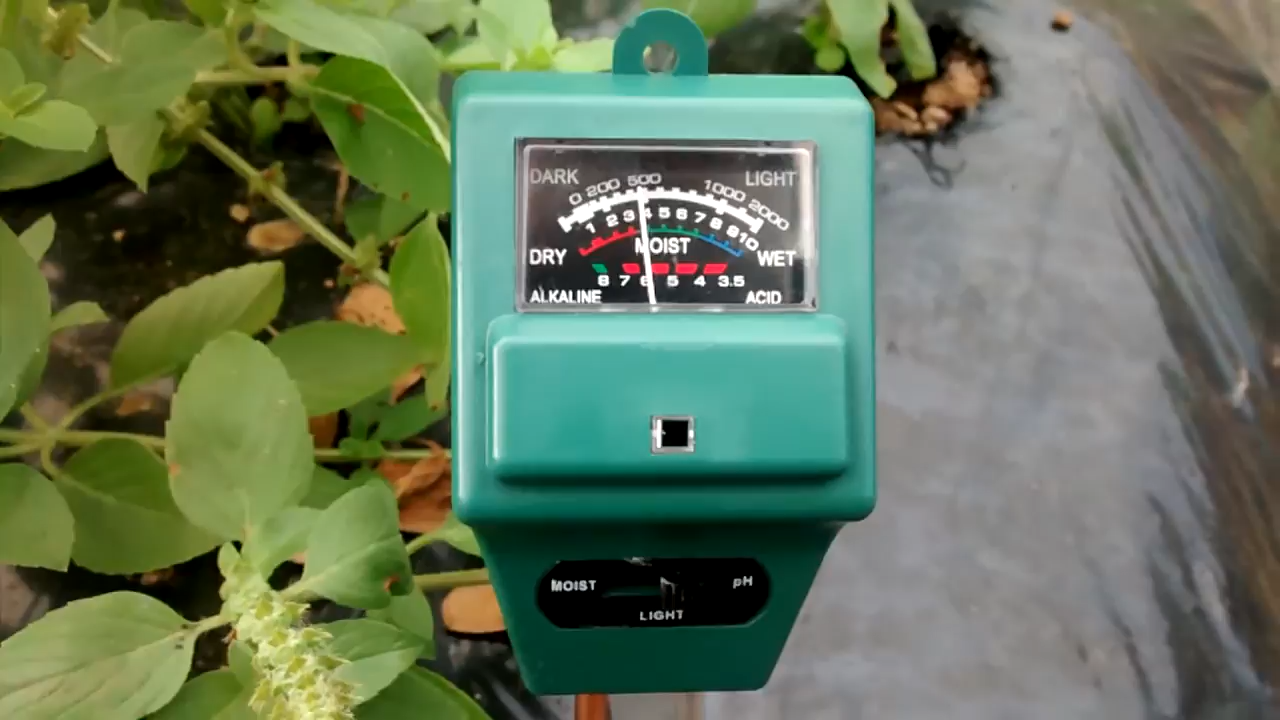 DARK LIGHT
0 200 500 1000 2000
1 2 3 4 5 6 7 8 9 10
DRY MOIST WET
8 7 6 5 4 3.5
ALKALINE ACID
MOIST pH
LIGHT